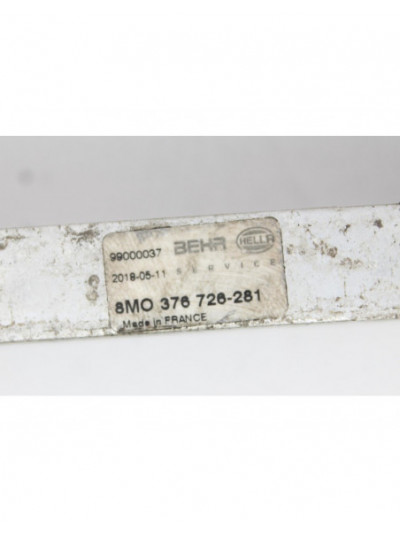 99000037 BEHR HELLA
2018-05-11 SERVICE
8MO 376 726-281
Made in FRANCE